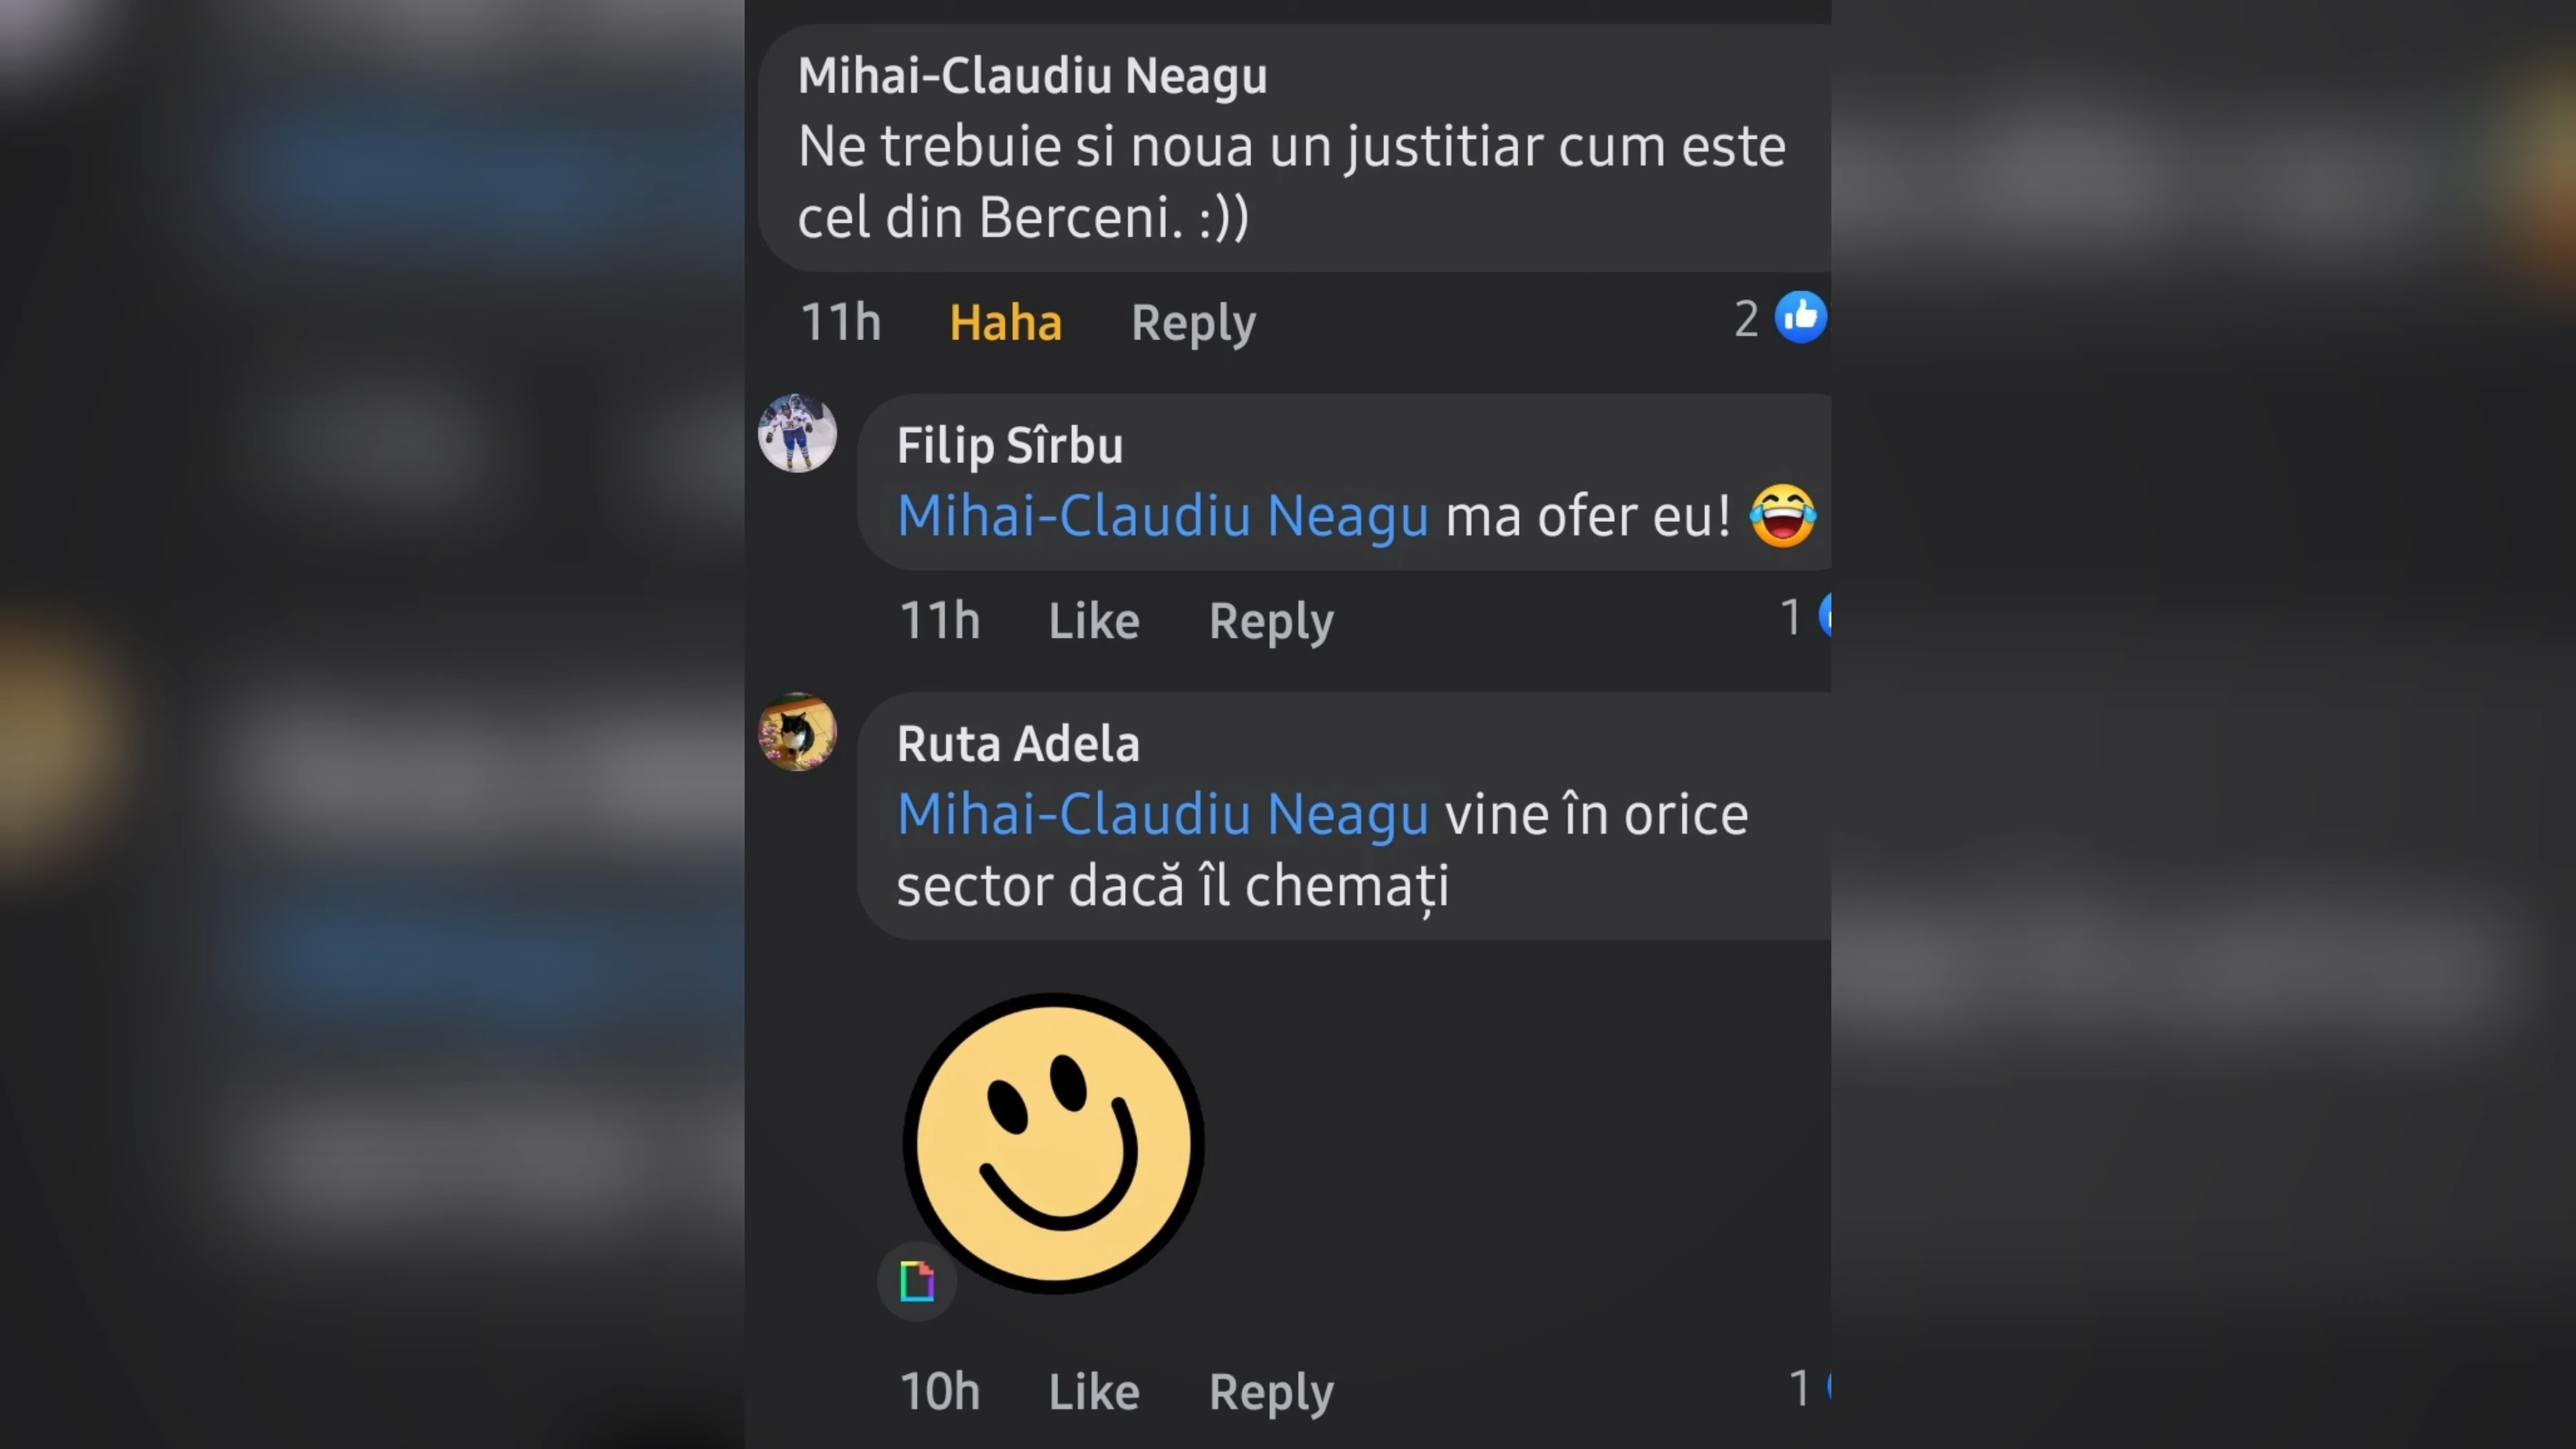 Mihai-Claudiu Neagu
Ne trebuie si noua un justitiar cum este
cel din Berceni. :))
11h Haha Reply 2
Filip Sîrbu
Mihai-Claudiu Neagu ma ofer eu! 😂
11h Like Reply 1
Ruta Adela
Mihai-Claudiu Neagu vine în orice
sector dacă îl chemați
10h Like Reply 1